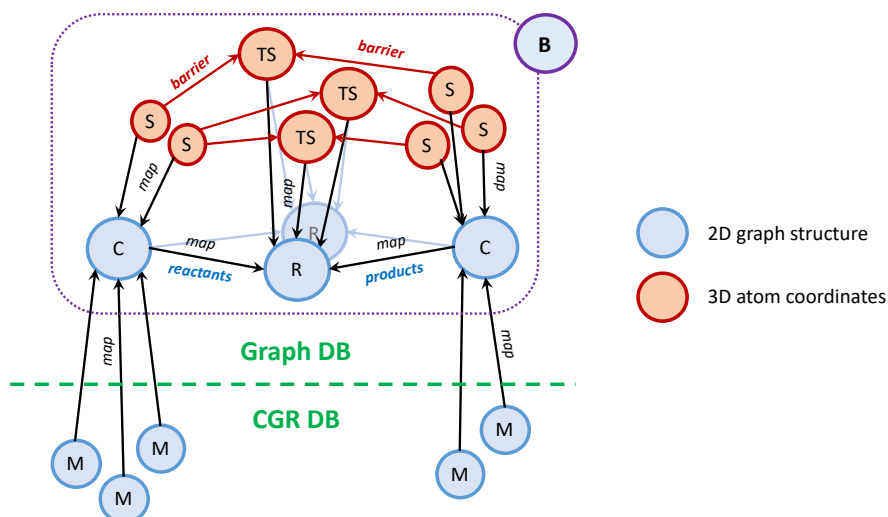 B
TS
barrier
barrier
TS
S
S
S
TS
S
S
map
map
map
R
C
map
map
C
R
reactants
products
2D graph structure
3D atom coordinates
Graph DB
map
map
CGR DB
M
M
M
M
M